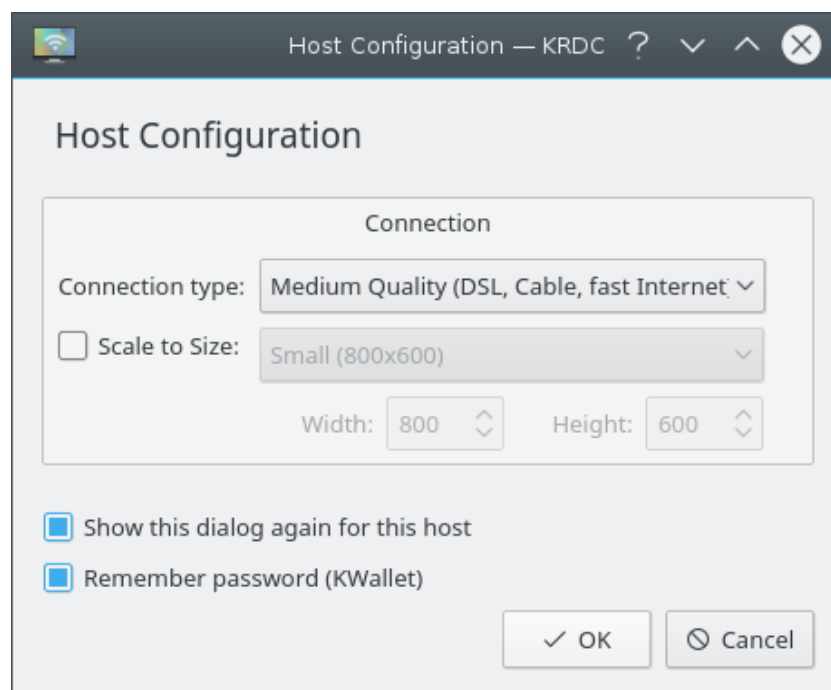 Host Configuration — KRDC
Host Configuration
Connection
Connection type: Medium Quality (DSL, Cable, fast Internet
Scale to Size: Small (800x600)
Width: 800 Height: 600
Show this dialog again for this host
Remember password (KWallet)
OK Cancel